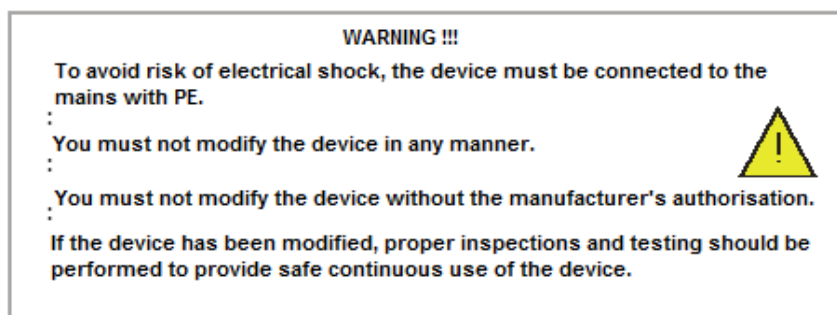 WARNING !!!
To avoid risk of electrical shock, the device must be connected to the
mains with PE.
:
You must not modify the device in any manner.
:
You must not modify the device without the manufacturer's authorisation.
:
If the device has been modified, proper inspections and testing should be
performed to provide safe continuous use of the device.
!